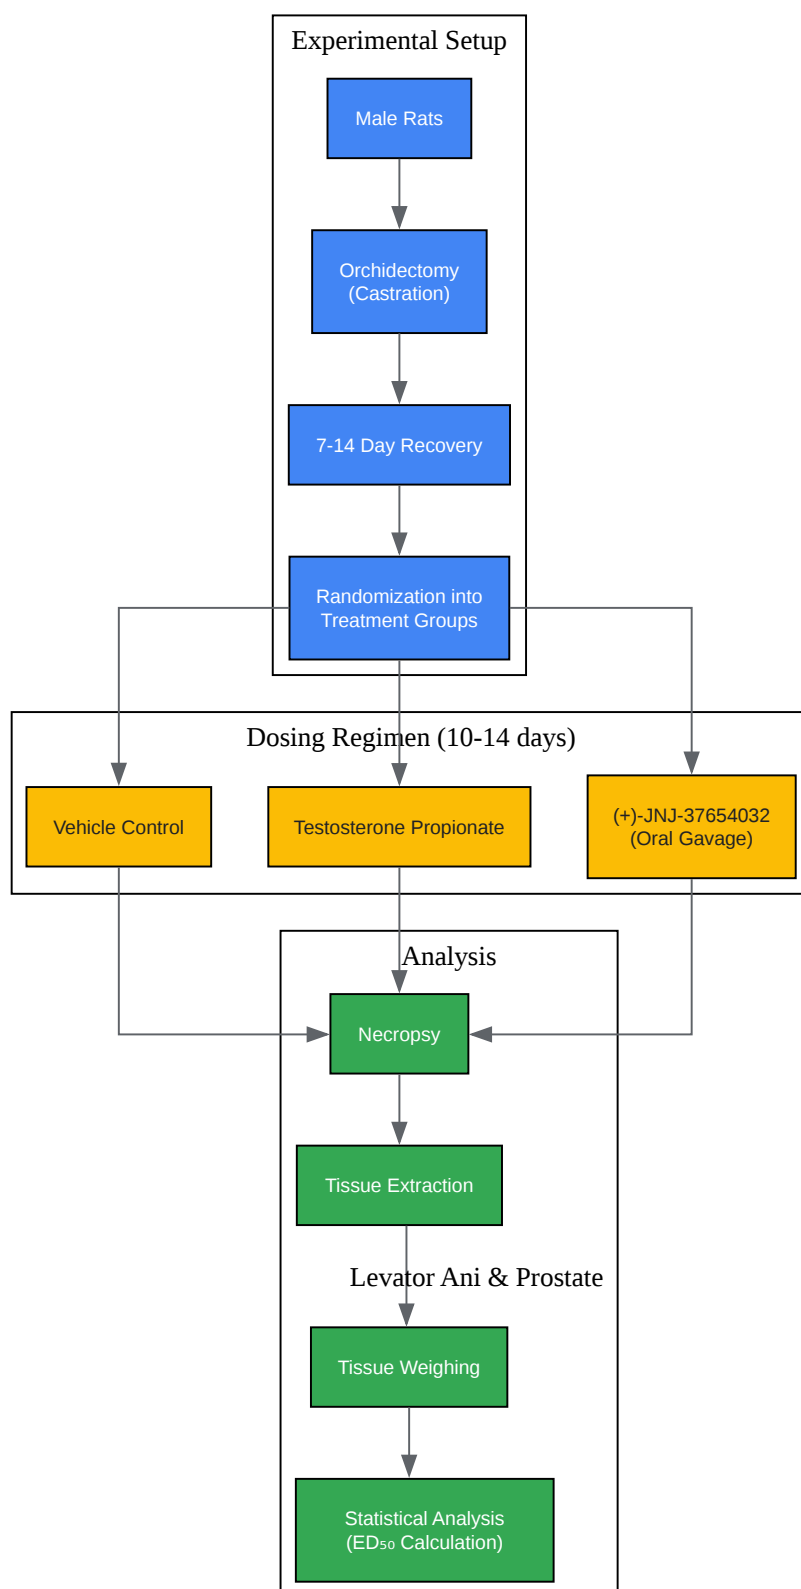 Experimental Setup
Male Rats
Orchidectomy
(Castration)
7-14 Day Recovery
Randomization into
Treatment Groups
Dosing Regimen (10-14 days)
Vehicle Control
Testosterone Propionate
(+)-JNJ-37654032
(Oral Gavage)
Analysis
Necropsy
Tissue Extraction
Levator Ani & Prostate
Tissue Weighing
Statistical Analysis
(ED₅₀ Calculation)